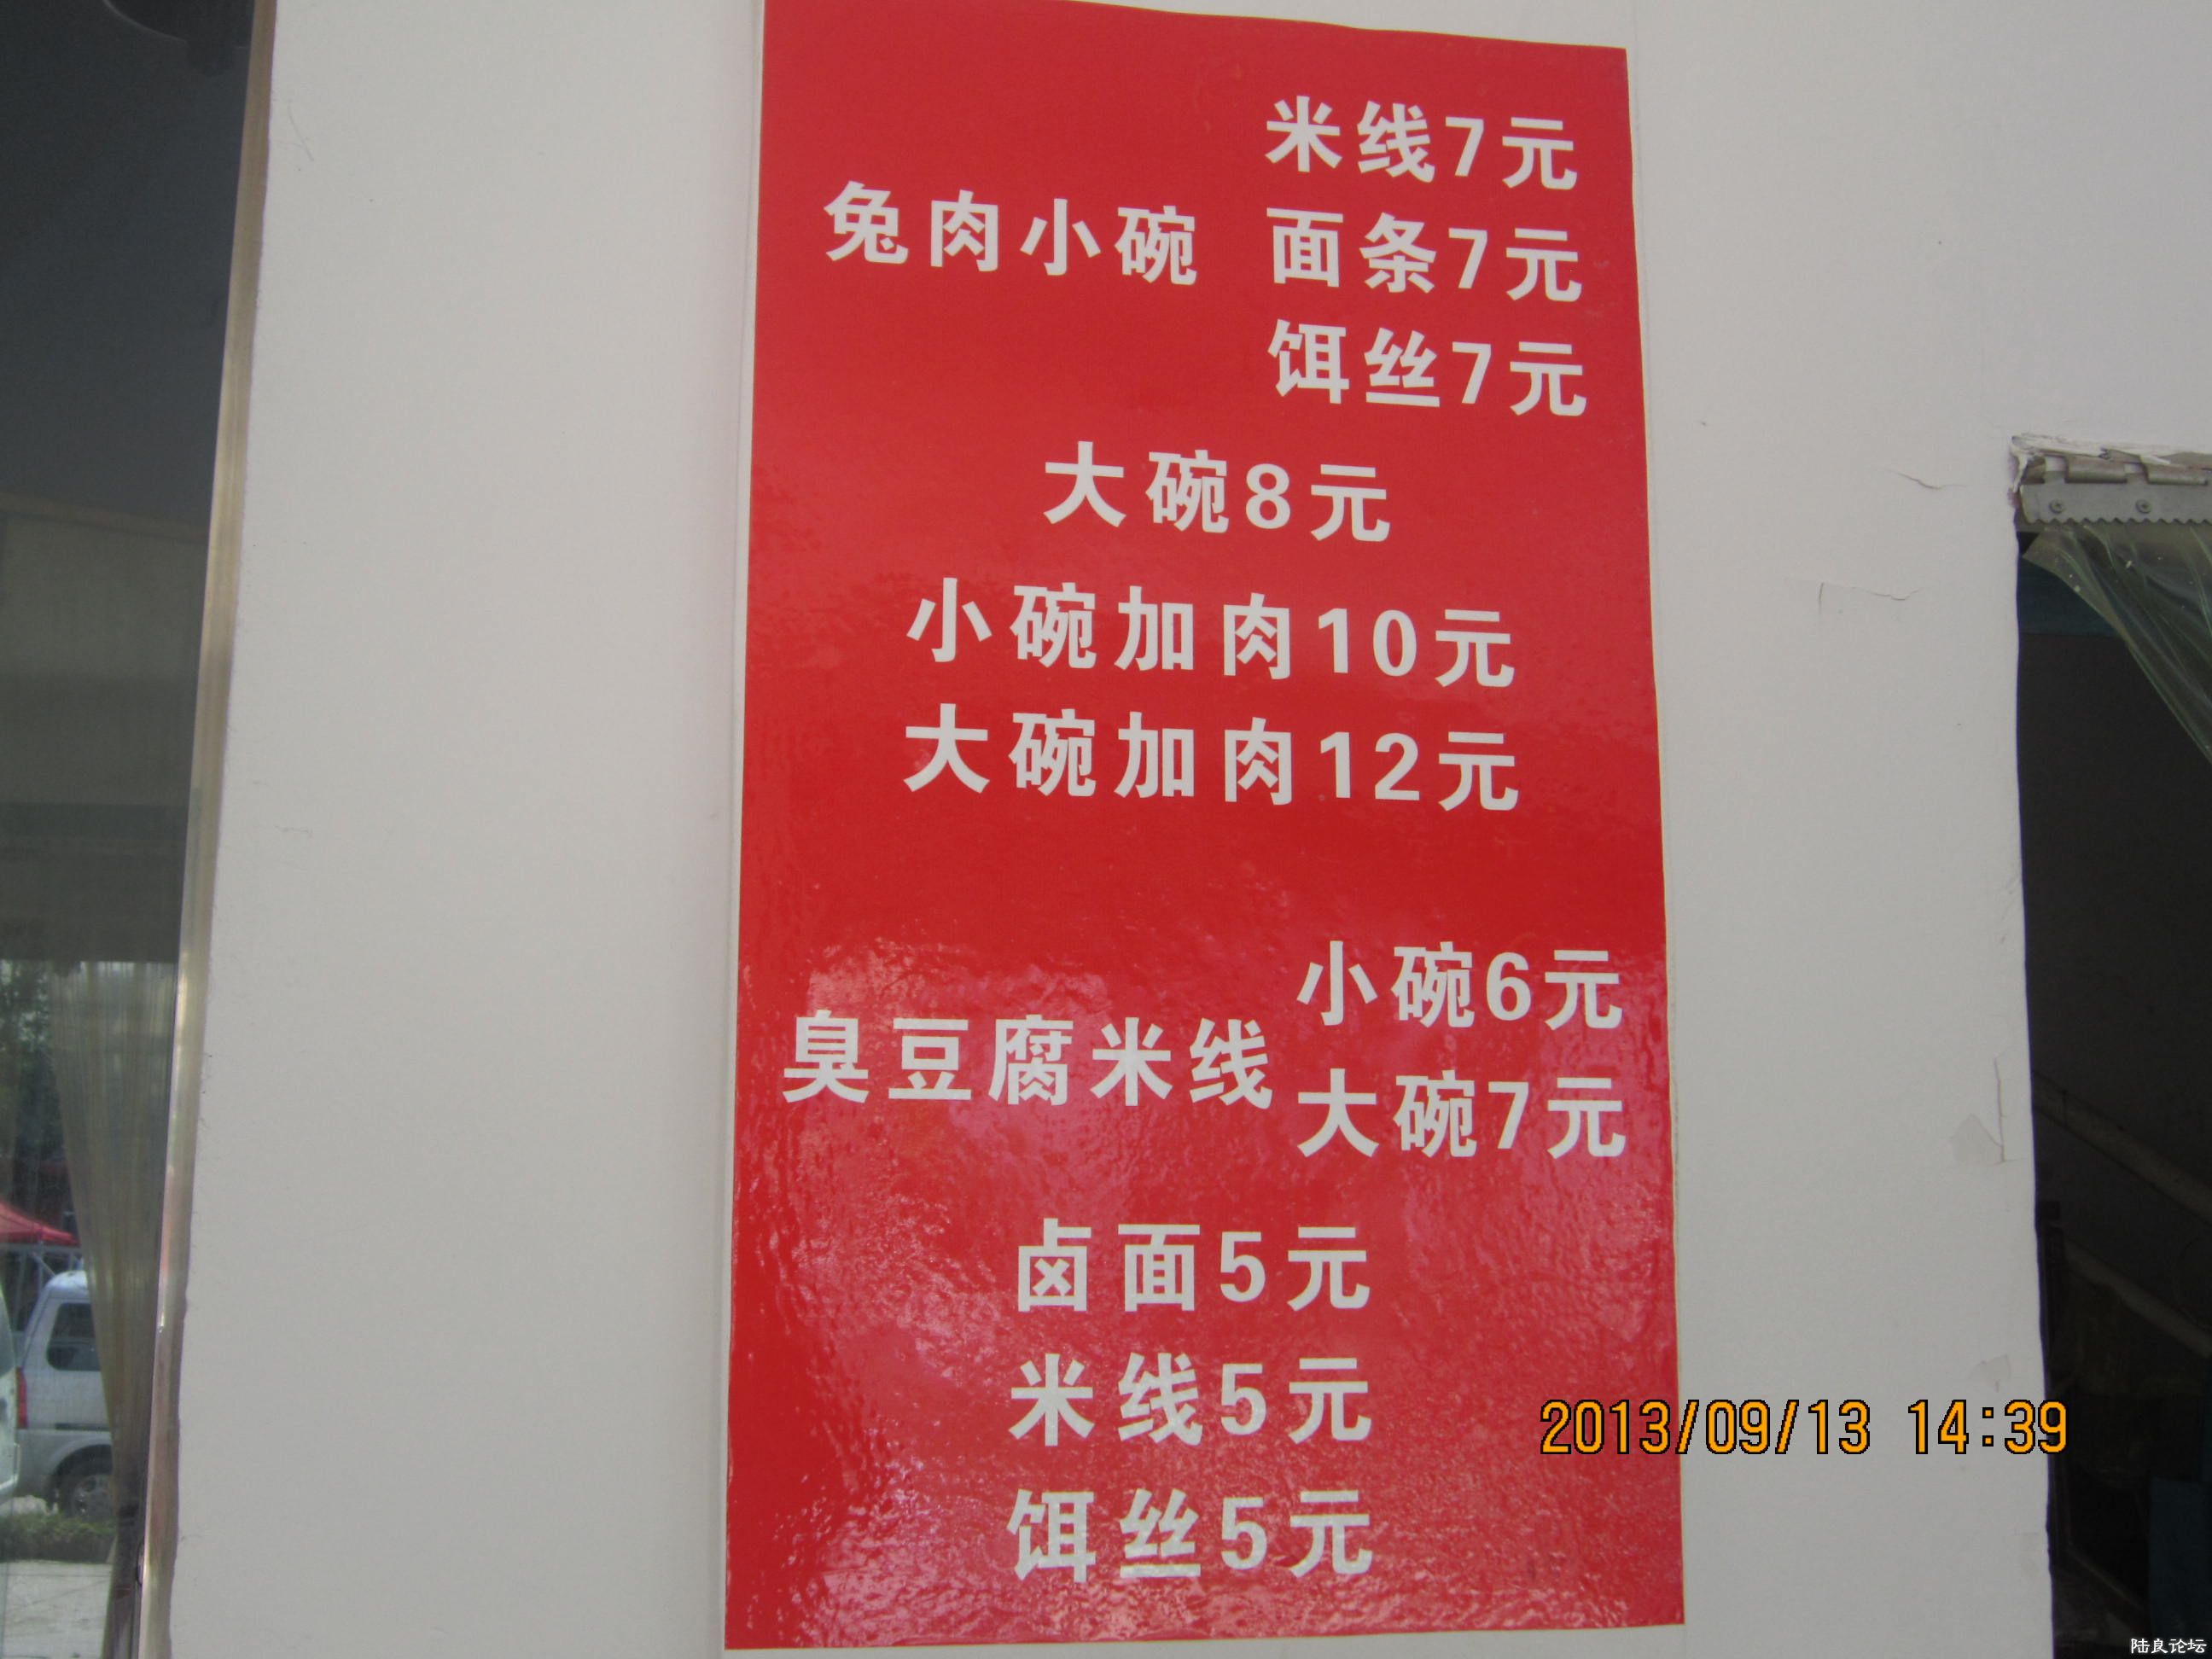 米线7元
兔肉小碗 面条7元
饵丝7元
大碗8元
小碗加肉10元
大碗加肉12元
小碗6元
臭豆腐米线
大碗7元
卤面5元
米线5元
饵丝5元
2013/09/13 14:39
陆良论坛